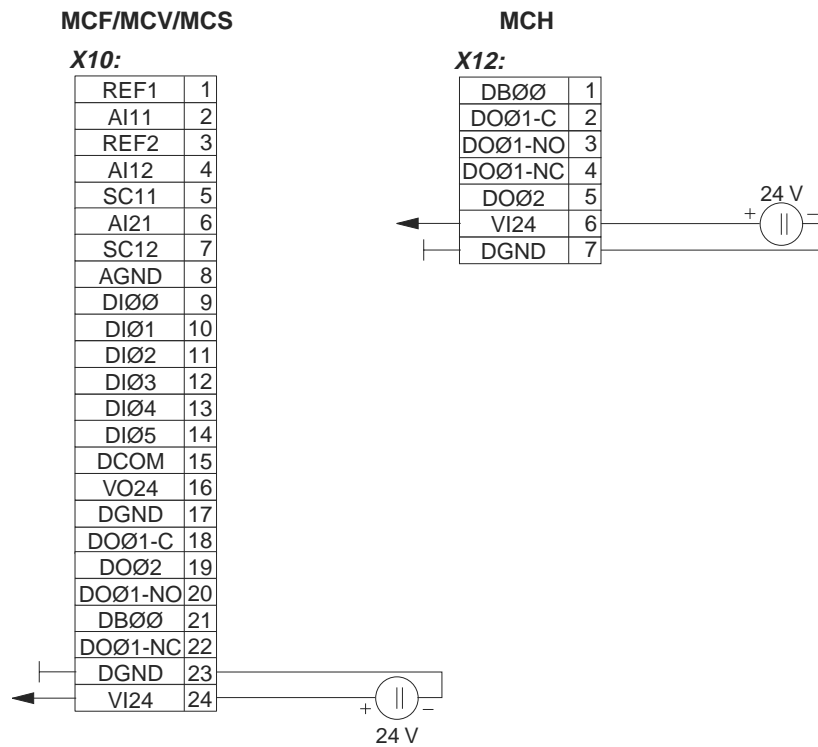 MCF/MCV/MCS
X10:
REF1 1
AI11 2
REF2 3
AI12 4
SC11 5
AI21 6
SC12 7
AGND 8
DIØØ 9
DIØ1 10
DIØ2 11
DIØ3 12
DIØ4 13
DIØ5 14
DCOM 15
VO24 16
DGND 17
DOØ1-C 18
DOØ2 19
DOØ1-NO 20
DBØØ 21
DOØ1-NC 22
DGND 23
VI24 24
+ –
24 V
MCH
X12:
DBØØ 1
DOØ1-C 2
DOØ1-NO 3
DOØ1-NC 4
DOØ2 5
VI24 6
DGND 7
24 V
+ –